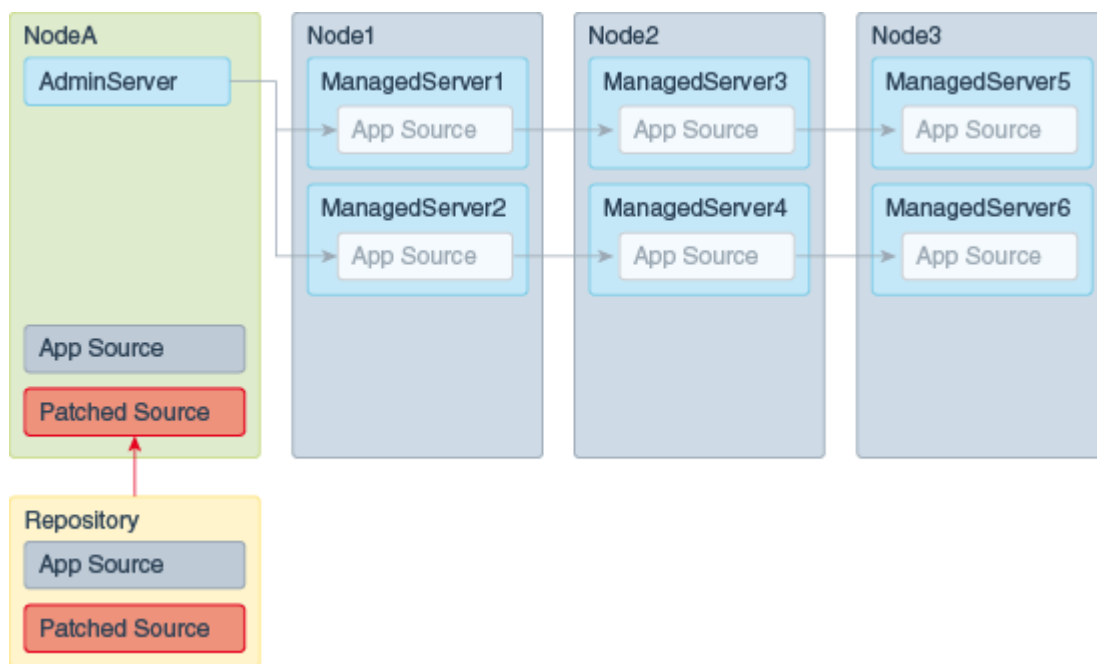 NodeA
AdminServer
App Source
Patched Source
Repository
App Source
Patched Source
Node1
ManagedServer1
App Source
ManagedServer2
App Source
Node2
ManagedServer3
App Source
ManagedServer4
App Source
Node3
ManagedServer5
App Source
ManagedServer6
App Source